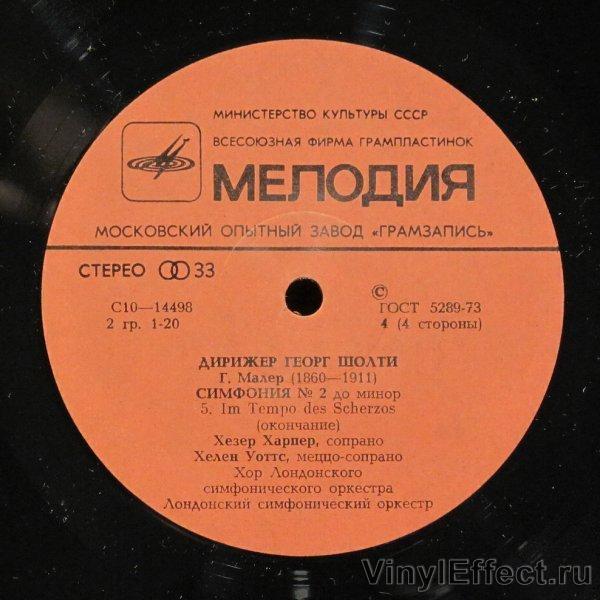 МИНИСТЕРСТВО КУЛЬТУРЫ СССР
ВСЕСОЮЗНАЯ ФИРМА ГРАМПЛАСТИНОК
МЕЛОДИЯ
МОСКОВСКИЙ ОПЫТНЫЙ ЗАВОД «ГРАМЗАПИСЬ»
СТЕРЕО 33
©
С10—14498
ГОСТ 5289-73
2 гр. 1-20
4 (4 стороны)
ДИРИЖЕР ГЕОРГ ШОЛТИ
Г. Малер (1860—1911)
СИМФОНИЯ № 2 до минор
5. Im Tempo des Scherzos
(окончание)
Хезер Харпер, сопрано
Хелен Уоттс, меццо-сопрано
Хор Лондонского
симфонического оркестра
Лондонский симфонический оркестр
VinylEffect.ru